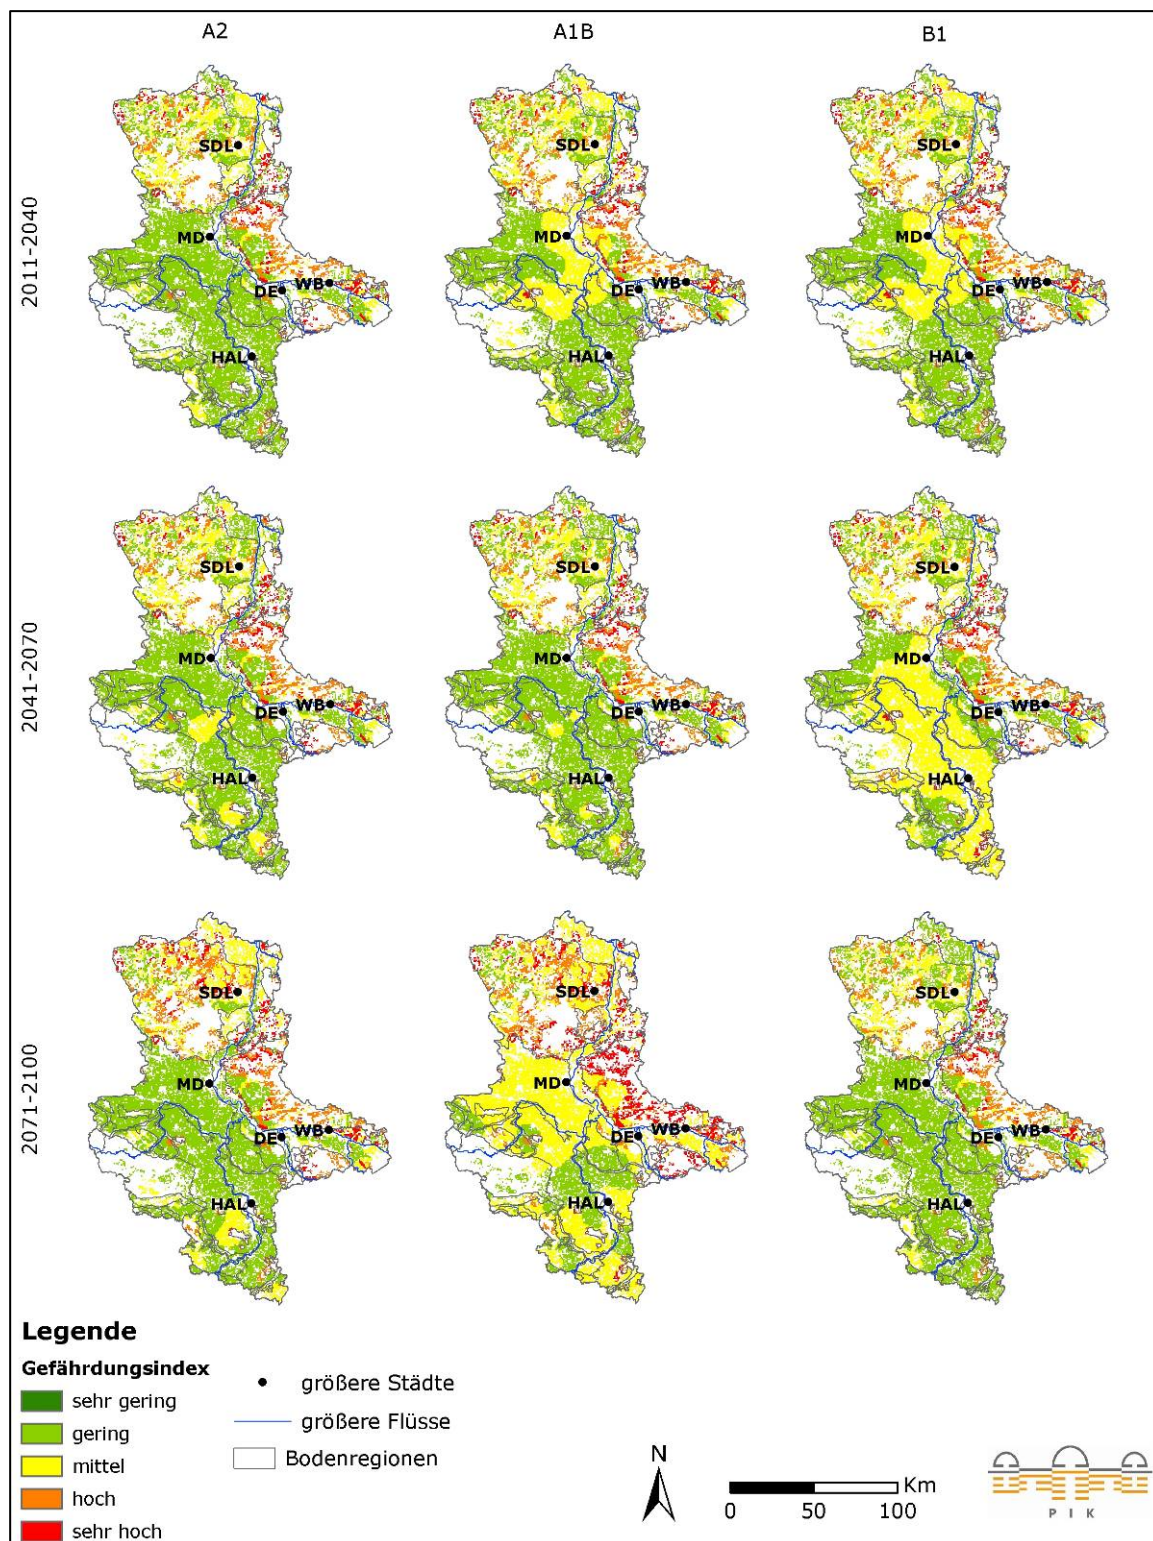 A2 A1B B1
2011-2040
SDL SDL SDL
MD MD MD
DE WB DE WB DE WB
HAL HAL HAL
2041-2070
SDL SDL SDL
MD MD MD
DE WB DE WB DE WB
HAL HAL HAL
2071-2100
SDL SDL SDL
MD MD MD
DE WB DE WB DE WB
HAL HAL HAL
Legende
Gefährdungsindex
sehr gering
gering
mittel
hoch
sehr hoch
größere Städte
größere Flüsse
Bodenregionen
N
Km
0 50 100
P I K